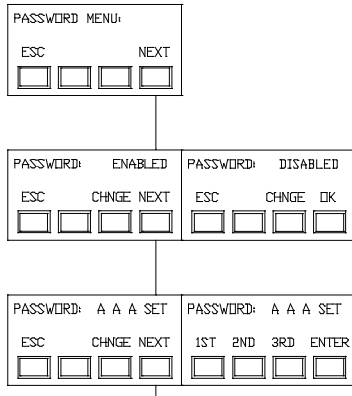 PASSWORD MENU:
ESC NEXT
PASSWORD: ENABLED
ESC CHNGE NEXT
PASSWORD: DISABLED
ESC CHNGE OK
PASSWORD: A A A SET
ESC CHNGE NEXT
PASSWORD: A A A SET
1ST 2ND 3RD ENTER